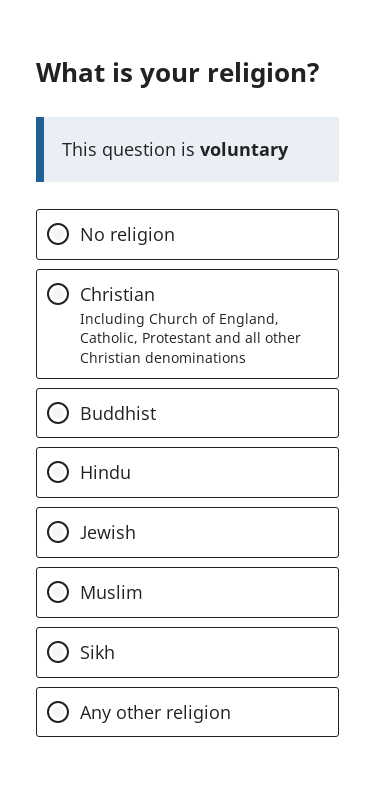 What is your religion?
This question is voluntary
No religion
Christian
Including Church of England,
Catholic, Protestant and all other
Christian denominations
Buddhist
Hindu
Jewish
Muslim
Sikh
Any other religion